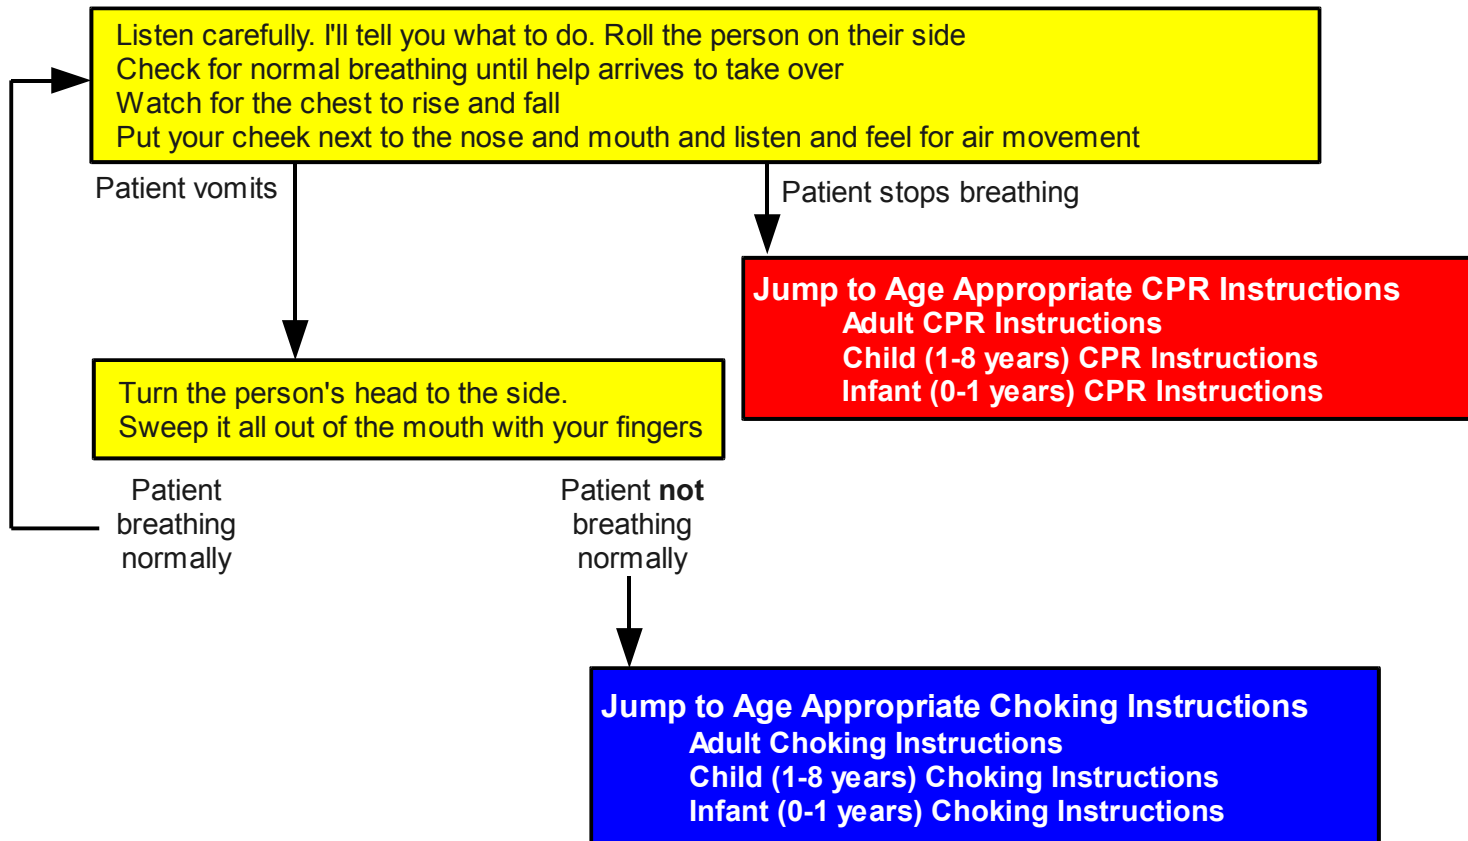 Listen carefully. I'll tell you what to do. Roll the person on their side
Check for normal breathing until help arrives to take over
Watch for the chest to rise and fall
Put your cheek next to the nose and mouth and listen and feel for air movement
Patient vomits
Patient stops breathing
Jump to Age Appropriate CPR Instructions
Adult CPR Instructions
Child (1-8 years) CPR Instructions
Infant (0-1 years) CPR Instructions
Turn the person's head to the side.
Sweep it all out of the mouth with your fingers
Patient
breathing
normally
Patient not
breathing
normally
Jump to Age Appropriate Choking Instructions
Adult Choking Instructions
Child (1-8 years) Choking Instructions
Infant (0-1 years) Choking Instructions